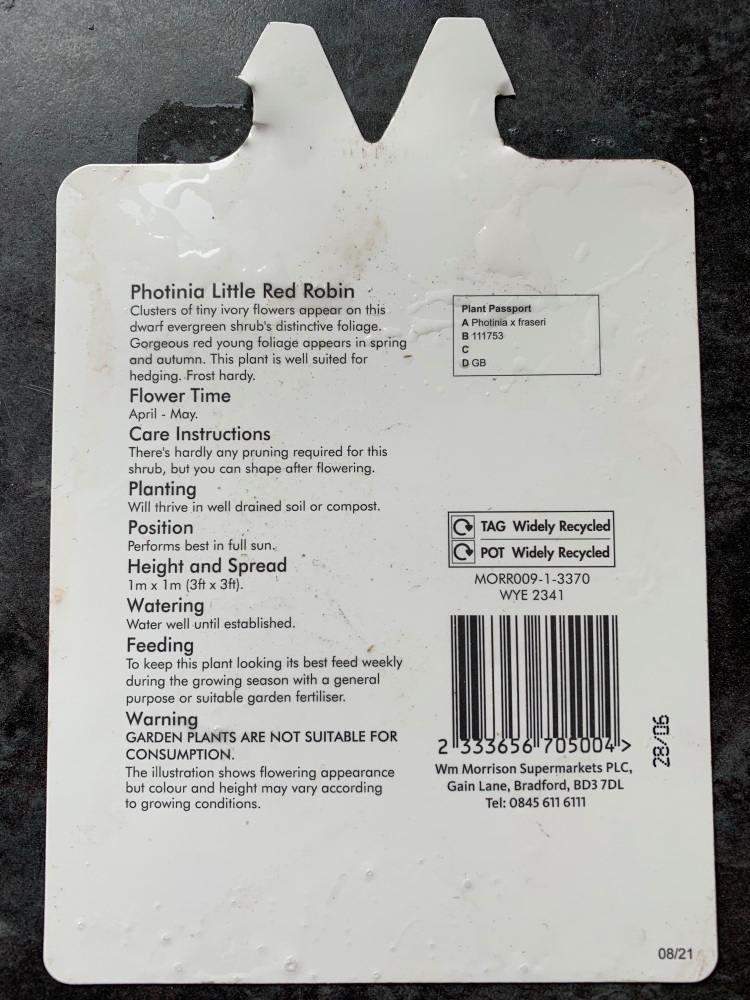 Photinia Little Red Robin
Clusters of tiny ivory flowers appear on this
dwarf evergreen shrub's distinctive foliage.
Gorgeous red young foliage appears in spring
and autumn. This plant is well suited for
hedging. Frost hardy.
Flower Time
April - May.
Care Instructions
There's hardly any pruning required for this
shrub, but you can shape after flowering.
Planting
Will thrive in well drained soil or compost.
Position
Performs best in full sun.
Height and Spread
1m x 1m (3ft x 3ft).
Watering
Water well until established.
Feeding
To keep this plant looking its best feed weekly
during the growing season with a general
purpose or suitable garden fertiliser.
Warning
GARDEN PLANTS ARE NOT SUITABLE FOR
CONSUMPTION.
The illustration shows flowering appearance
but colour and height may vary according
to growing conditions.
Plant Passport
A Photinia x fraseri
B 111753
C
D GB
TAG Widely Recycled
POT Widely Recycled
MORR009-1-3370
WYE 2341
2 333656 705004 >
Wm Morrison Supermarkets PLC,
Gain Lane, Bradford, BD3 7DL
Tel: 0845 611 6111
28/06
08/21